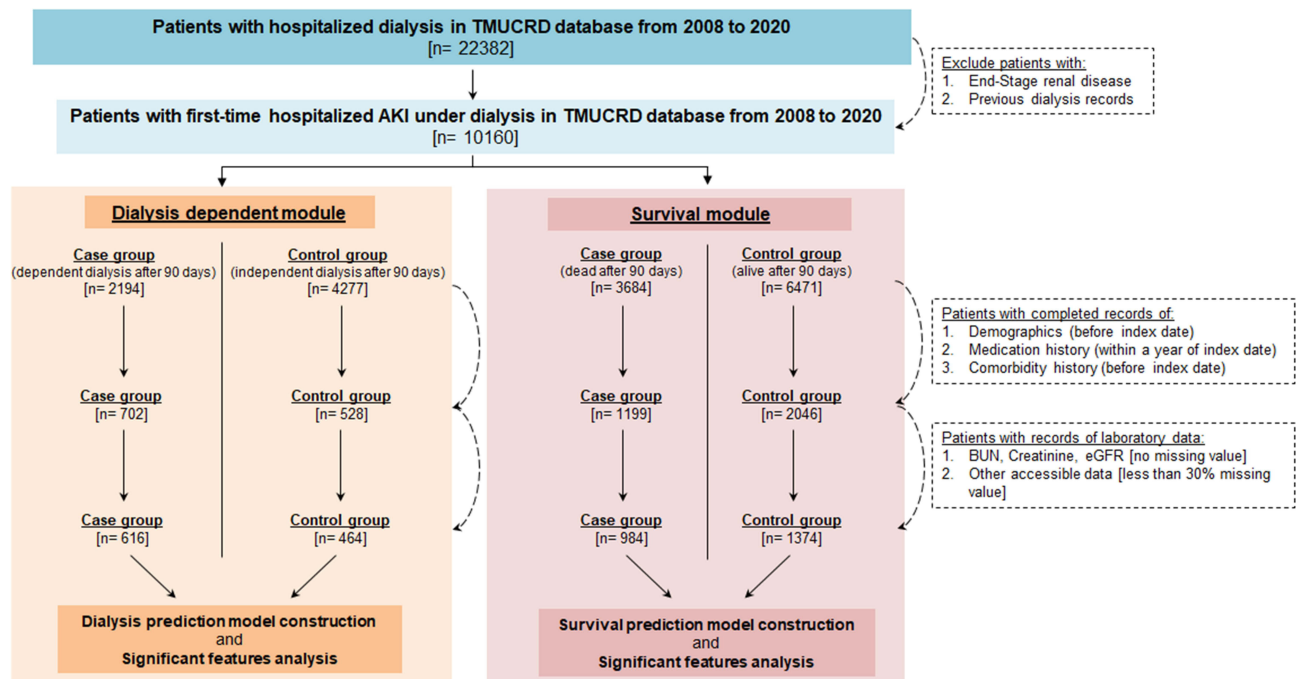 Patients with hospitalized dialysis in TMUCRD database from 2008 to 2020
[n= 22382]
Exclude patients with:
1. End-Stage renal disease
2. Previous dialysis records
Patients with first-time hospitalized AKI under dialysis in TMUCRD database from 2008 to 2020
[n= 10160]
Dialysis dependent module
Case group
(dependent dialysis after 90 days)
[n= 2194]
Control group
(independent dialysis after 90 days)
[n= 4277]
Case group
[n= 702]
Control group
[n= 528]
Case group
[n= 616]
Control group
[n= 464]
Dialysis prediction model construction
and
Significant features analysis
Survival module
Case group
(dead after 90 days)
[n= 3684]
Control group
(alive after 90 days)
[n= 6471]
Case group
[n= 1199]
Control group
[n= 2046]
Case group
[n= 984]
Control group
[n= 1374]
Survival prediction model construction
and
Significant features analysis
Patients with completed records of:
1. Demographics (before index date)
2. Medication history (within a year of index date)
3. Comorbidity history (before index date)
Patients with records of laboratory data:
1. BUN, Creatinine, eGFR [no missing value]
2. Other accessible data [less than 30% missing
value]